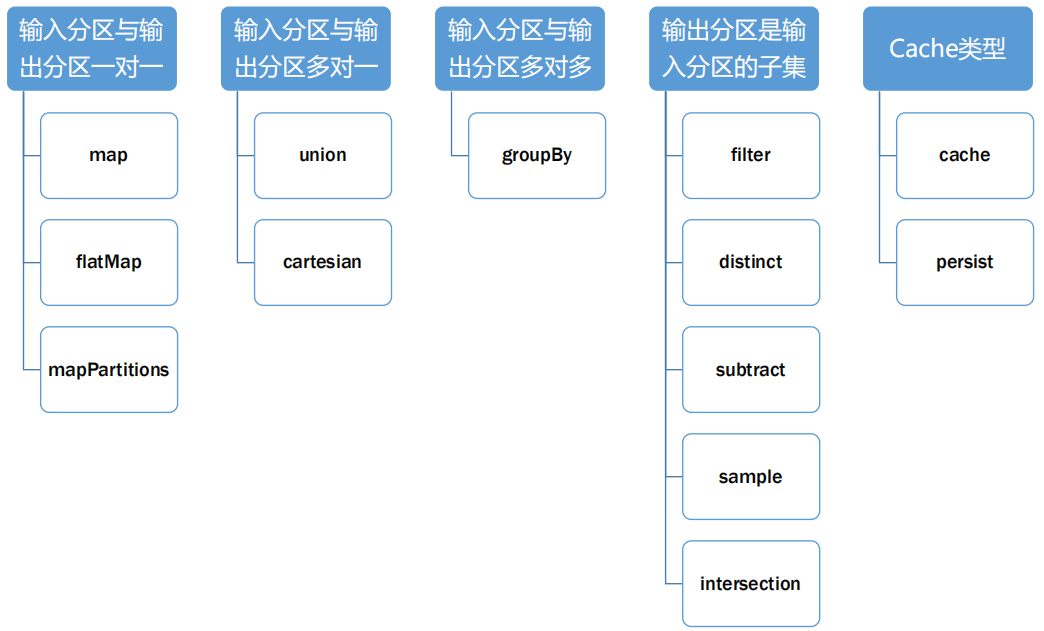 输入分区与输
出分区一对一
map
flatMap
mapPartitions
输入分区与输
出分区多对一
union
cartesian
输入分区与输
出分区多对多
groupBy
输出分区是输
入分区的子集
filter
distinct
subtract
sample
intersection
Cache类型
cache
persist